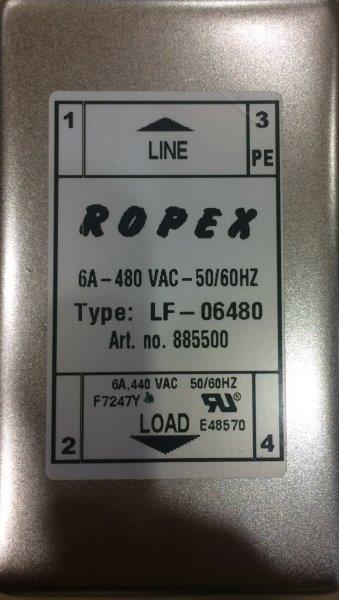 1
3
LINE
PE
ROPEX
6A-480 VAC-50/60HZ
Type: LF-06480
Art. no. 885500
6A,440 VAC 50/60HZ
F7247Y
LOAD E48570
2
4